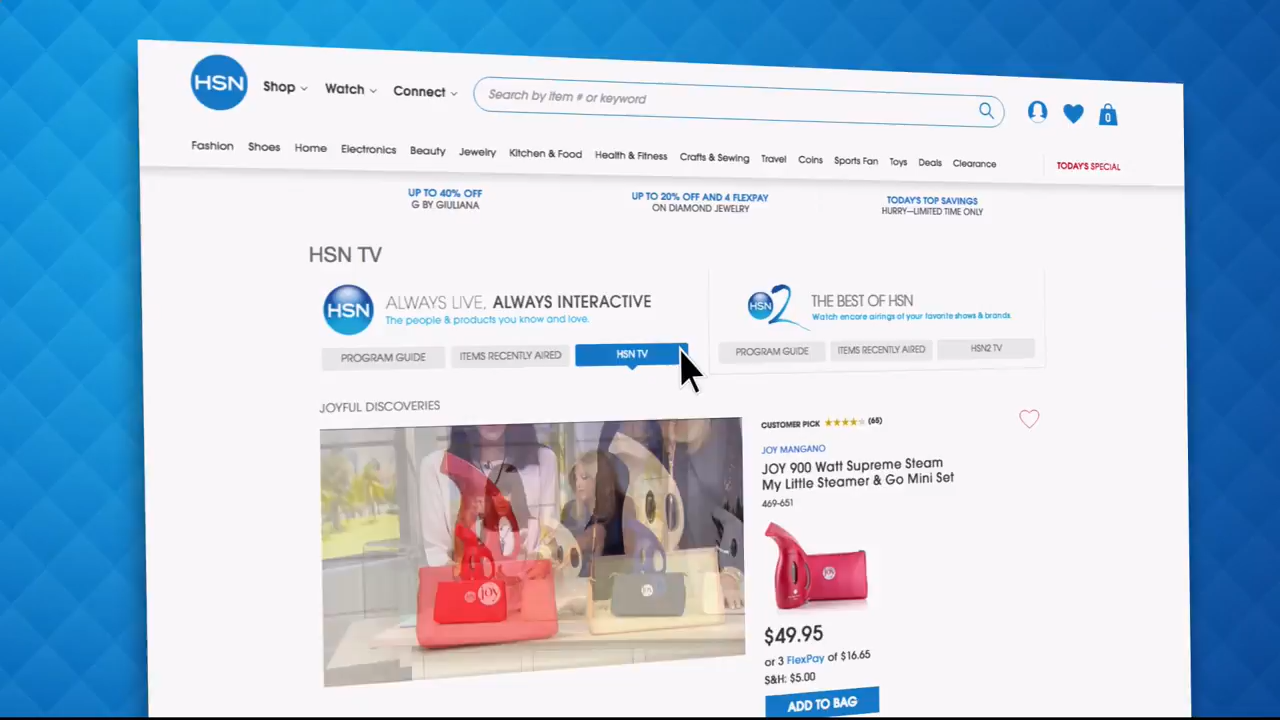 HSN
Shop
Watch
Connect
Search by item # or keyword
0
Fashion
Shoes
Home
Electronics
Beauty
Jewelry
Kitchen & Food
Health & Fitness
Crafts & Sewing
Travel
Coins
Sports Fan
Toys
Deals
Clearance
TODAY'S SPECIAL
UP TO 40% OFF
G BY GIULIANA
UP TO 20% OFF AND 4 FLEXPAY
ON DIAMOND JEWELRY
TODAY'S TOP SAVINGS
HURRY—LIMITED TIME ONLY
HSN TV
HSN
ALWAYS LIVE, ALWAYS INTERACTIVE
The people & products you know and love.
PROGRAM GUIDE
ITEMS RECENTLY AIRED
HSN TV
HSN2
THE BEST OF HSN
Watch encore airings of your favorite shows & brands.
PROGRAM GUIDE
ITEMS RECENTLY AIRED
HSN2 TV
JOYFUL DISCOVERIES
JOY
CUSTOMER PICK
(65)
JOY MANGANO
JOY 900 Watt Supreme Steam
My Little Steamer & Go Mini Set
469-651
$49.95
or 3 FlexPay of $16.65
S&H: $5.00
ADD TO BAG